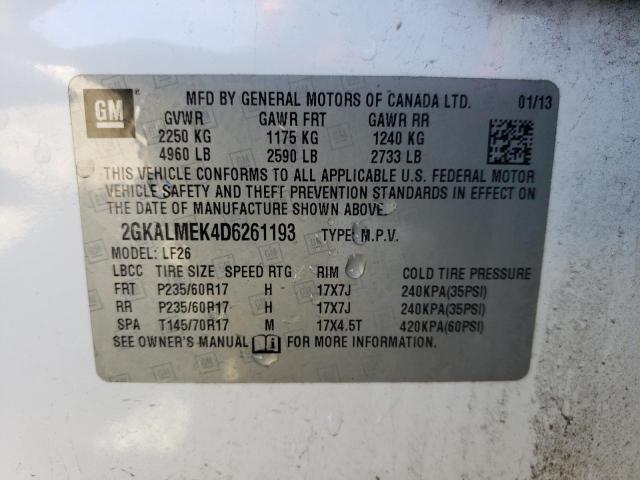 GM
MFD BY GENERAL MOTORS OF CANADA LTD. 01/13
GVWR GAWR FRT GAWR RR
2250 KG 1175 KG 1240 KG
4960 LB 2590 LB 2733 LB
THIS VEHICLE CONFORMS TO ALL APPLICABLE U.S. FEDERAL MOTOR
VEHICLE SAFETY AND THEFT PREVENTION STANDARDS IN EFFECT ON
THE DATE OF MANUFACTURE SHOWN ABOVE.
2GKALMEK4D6261193 TYPE: M.P.V.
MODEL: LF26
LBCC TIRE SIZE SPEED RTG RIM COLD TIRE PRESSURE
FRT P235/60R17 H 17X7J 240KPA(35PSI)
RR P235/60R17 H 17X7J 240KPA(35PSI)
SPA T145/70R17 M 17X4.5T 420KPA(60PSI)
SEE OWNER'S MANUAL FOR MORE INFORMATION.